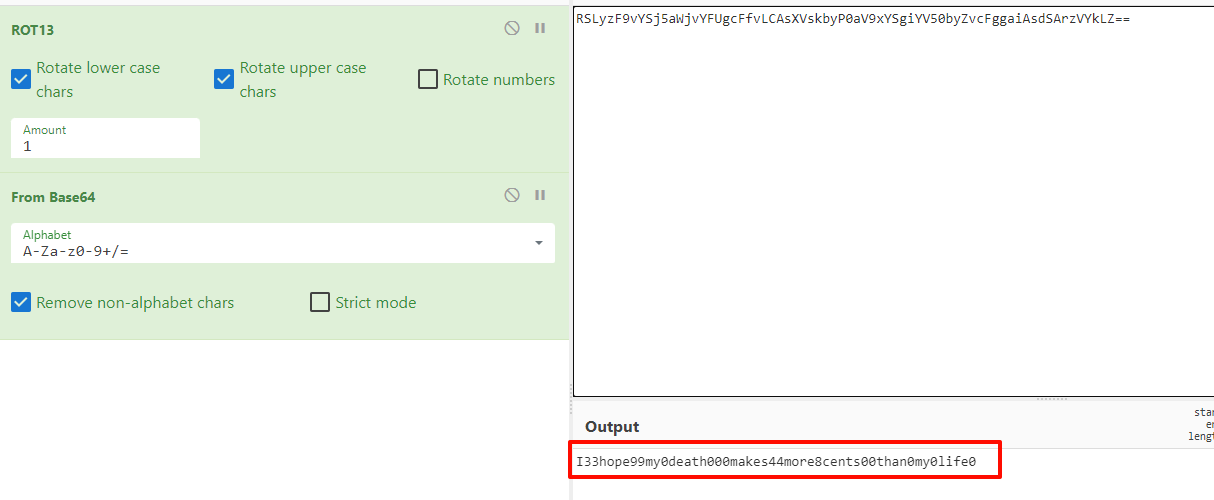 ROT13
Rotate lower case chars
Rotate upper case chars
Rotate numbers
Amount
1
From Base64
Alphabet
A-Za-z0-9+/=
Remove non-alphabet chars
Strict mode
RSLyzF9vYSj5aWjvYFUgcFfvLCAsXVskbyP0aV9xYSgiYV50byZvcFggaiAsdSArzVYkLZ==
Output
star
en
length
I33hope99my0death000makes44more8cents00than0my0life0